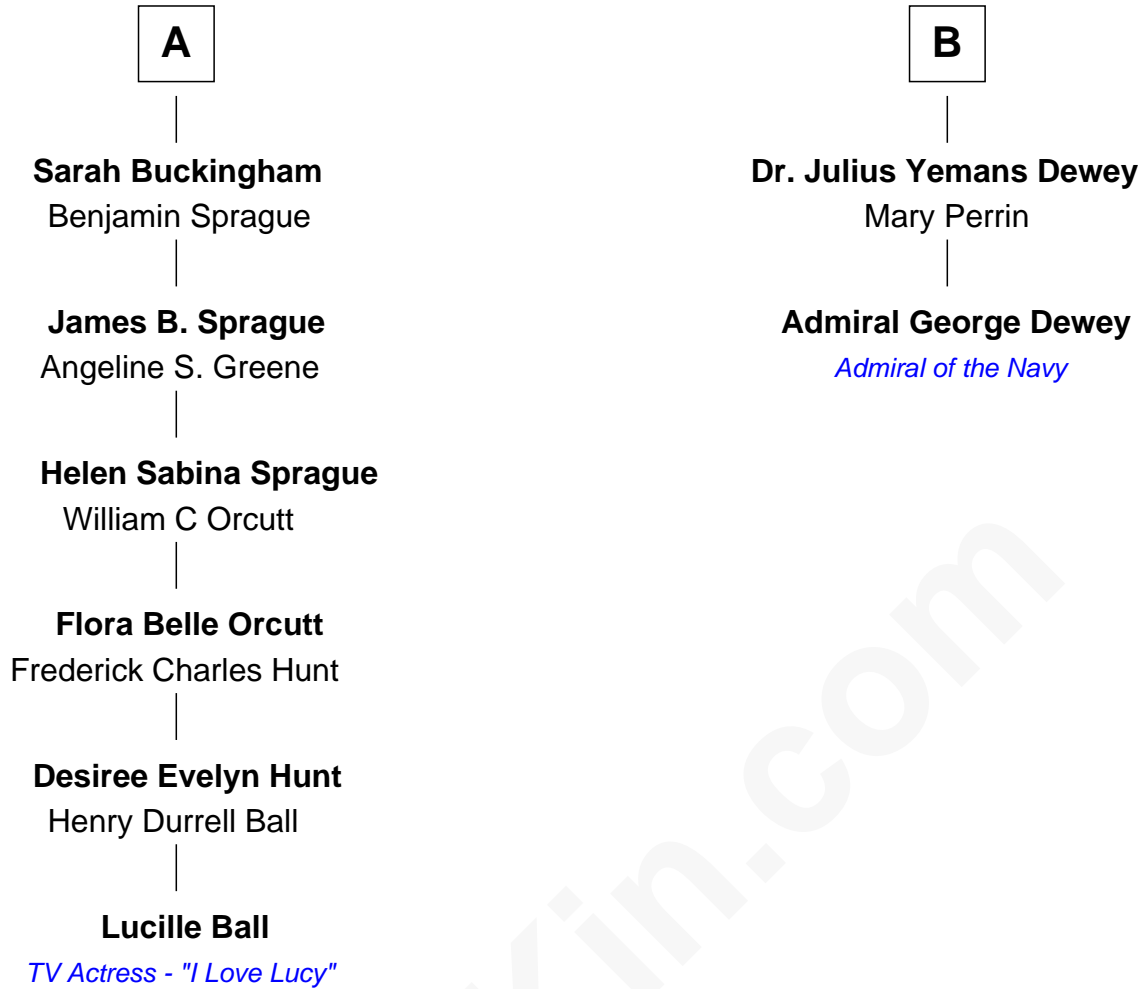 A
Sarah Buckingham
Benjamin Sprague
James B. Sprague
Angeline S. Greene
Helen Sabina Sprague
William C Orcutt
Flora Belle Orcutt
Frederick Charles Hunt
Desiree Evelyn Hunt
Henry Durrell Ball
Lucille Ball
TV Actress - "I Love Lucy"
B
Dr. Julius Yemans Dewey
Mary Perrin
Admiral George Dewey
Admiral of the Navy
Kin.com